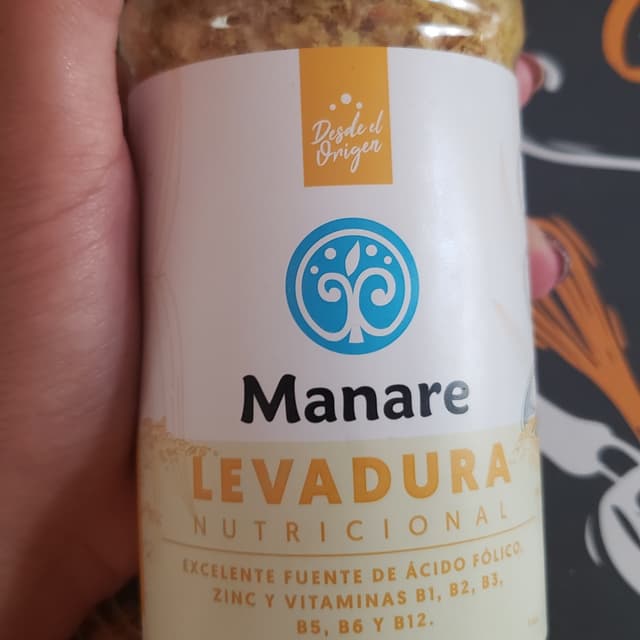 Desde el
Origen
Manare
LEVADURA
NUTRICIONAL
EXCELENTE FUENTE DE ÁCIDO FÓLICO,
ZINC Y VITAMINAS B1, B2, B3,
B5, B6 Y B12.